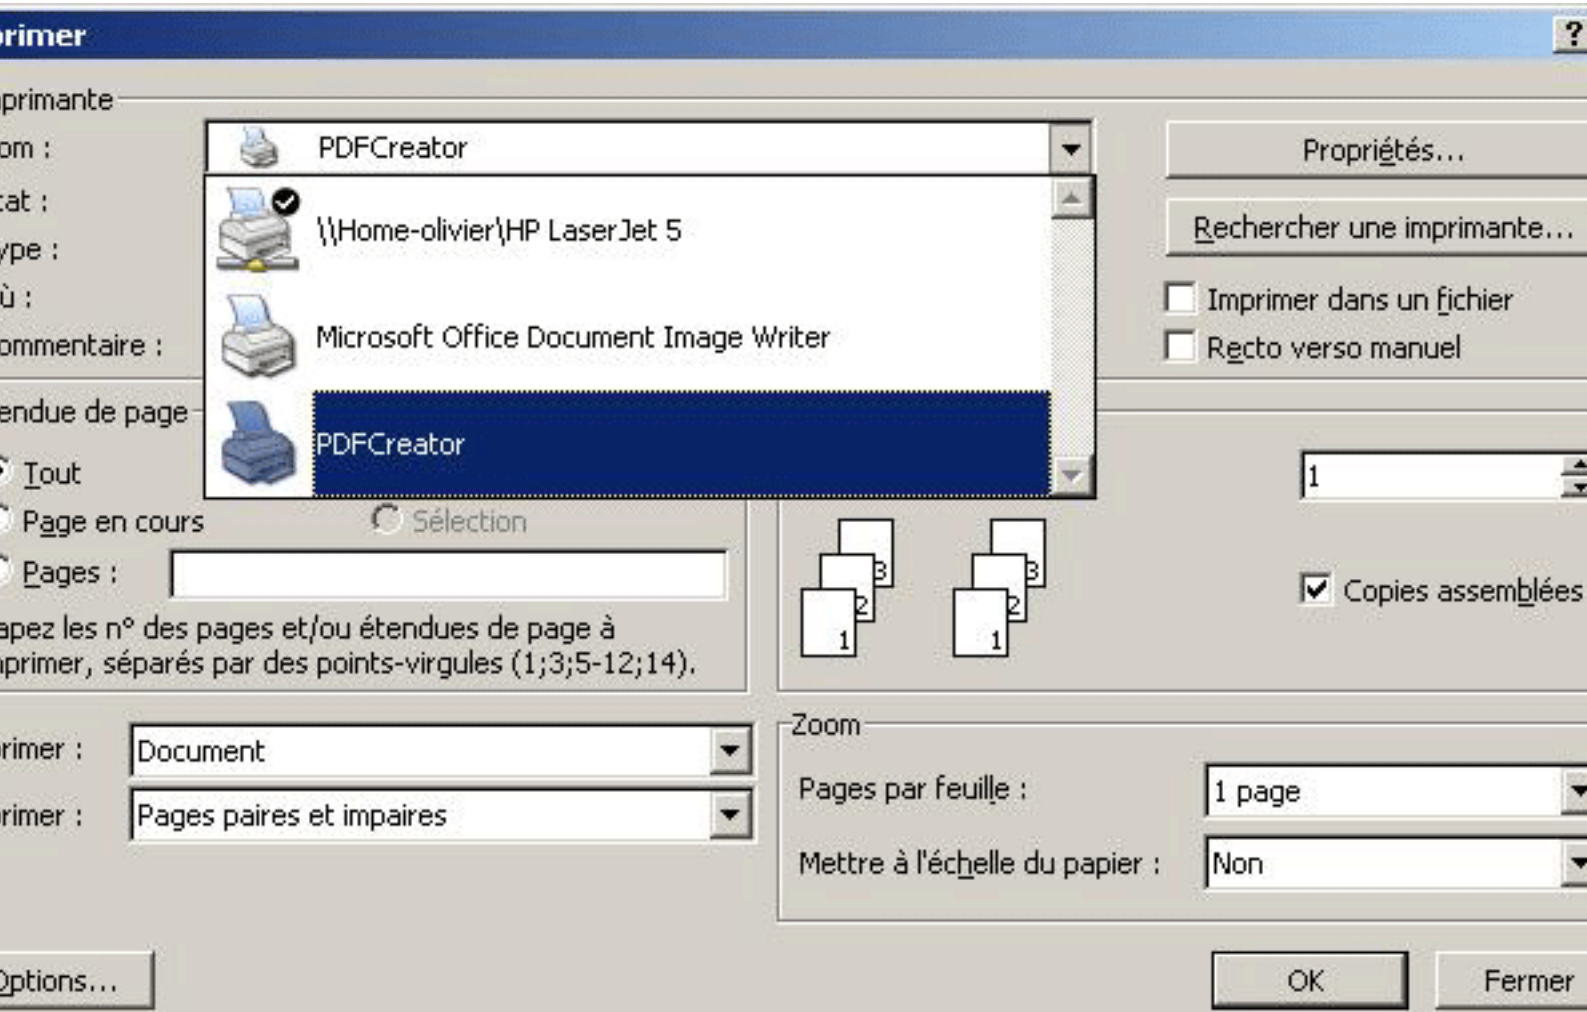 primer
?
primante
om :
PDFCreator
Propriétés...
tat :
\\Home-olivier\HP LaserJet 5
Rechercher une imprimante...
ype :
ù :
Imprimer dans un fichier
Microsoft Office Document Image Writer
ommentaire :
Recto verso manuel
endue de page
PDFCreator
Tout
1
Page en cours
Sélection
Pages :
3
2
1
3
2
1
Copies assemblées
apez les n° des pages et/ou étendues de page à
primer, séparés par des points-virgules (1;3;5-12;14).
Zoom
rimer :
Document
Pages par feuille :
1 page
rimer :
Pages paires et impaires
Mettre à l'échelle du papier :
Non
Options...
OK
Fermer